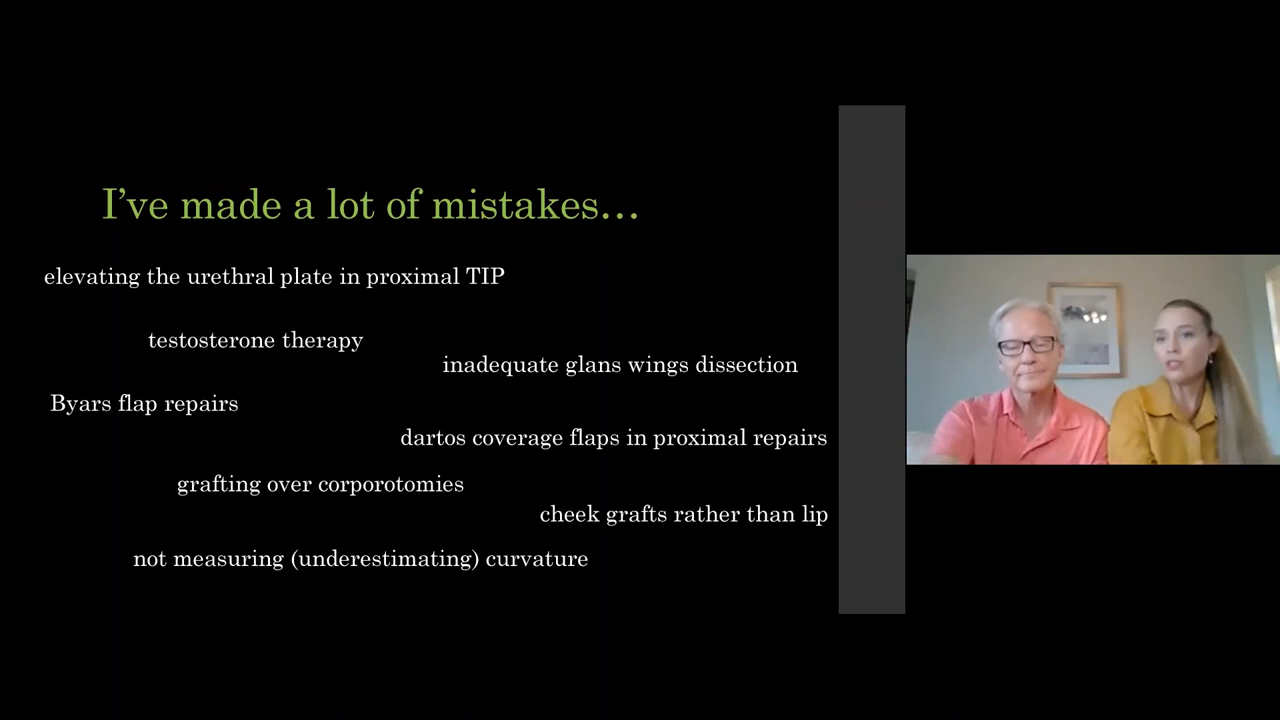 I’ve made a lot of mistakes…
elevating the urethral plate in proximal TIP
testosterone therapy
inadequate glans wings dissection
Byars flap repairs
dartos coverage flaps in proximal repairs
grafting over corporotomies
cheek grafts rather than lip
not measuring (underestimating) curvature